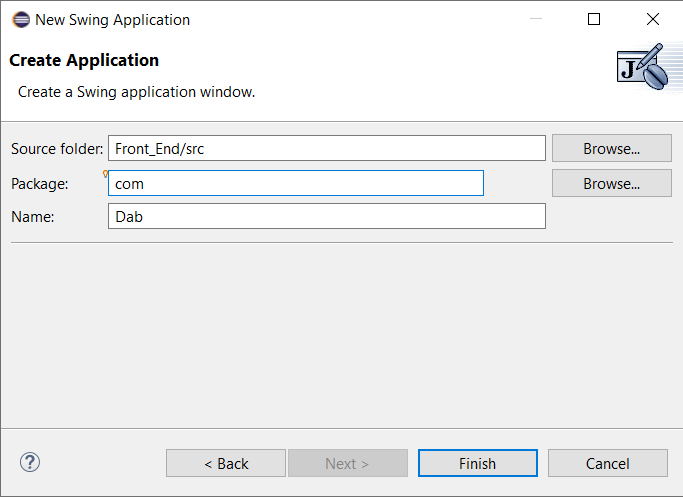 New Swing Application
Create Application
Create a Swing application window.
J
Source folder: Front_End/src Browse...
Package: com Browse...
Name: Dab
? < Back Next > Finish Cancel